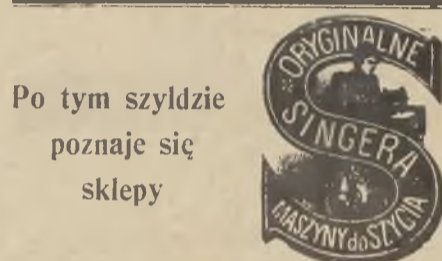 Po tym szyldzie
poznaje się
sklepy
ORYGINALNE
SINGERA
MASZYNY do SZYCIA